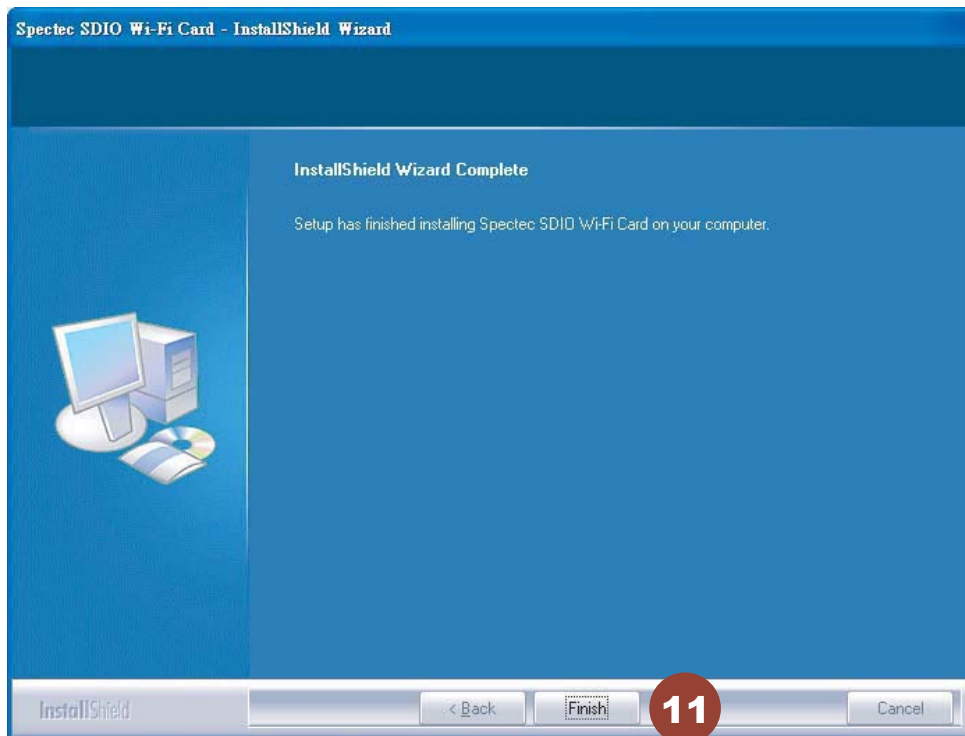 Spectec SDIO Wi-Fi Card - InstallShield Wizard
InstallShield Wizard Complete
Setup has finished installing Spectec SDIO Wi-Fi Card on your computer.
InstallShield
< Back
Finish
11
Cancel